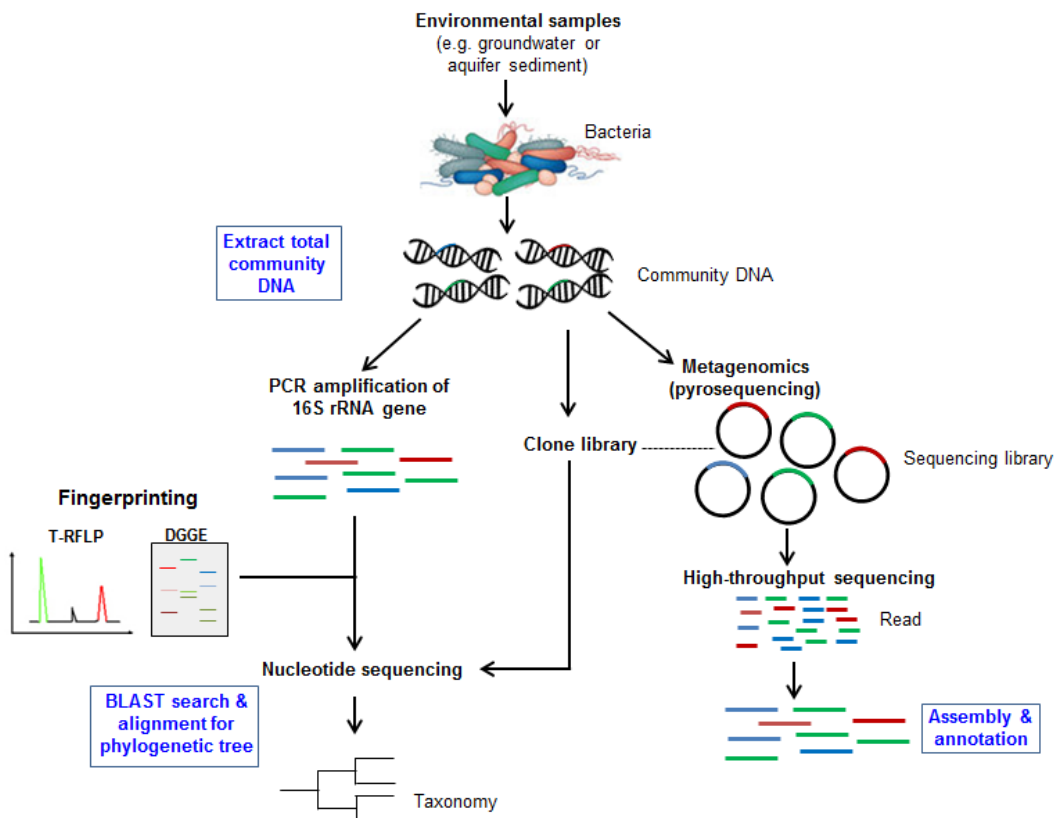 Environmental samples
(e.g. groundwater or
aquifer sediment)
Bacteria
Extract total
community
DNA
Community DNA
PCR amplification of
16S rRNA gene
Metagenomics
(pyrosequencing)
Clone library
Sequencing library
Fingerprinting
T-RFLP
DGGE
High-throughput sequencing
Read
Nucleotide sequencing
BLAST search &
alignment for
phylogenetic tree
Assembly &
annotation
Taxonomy